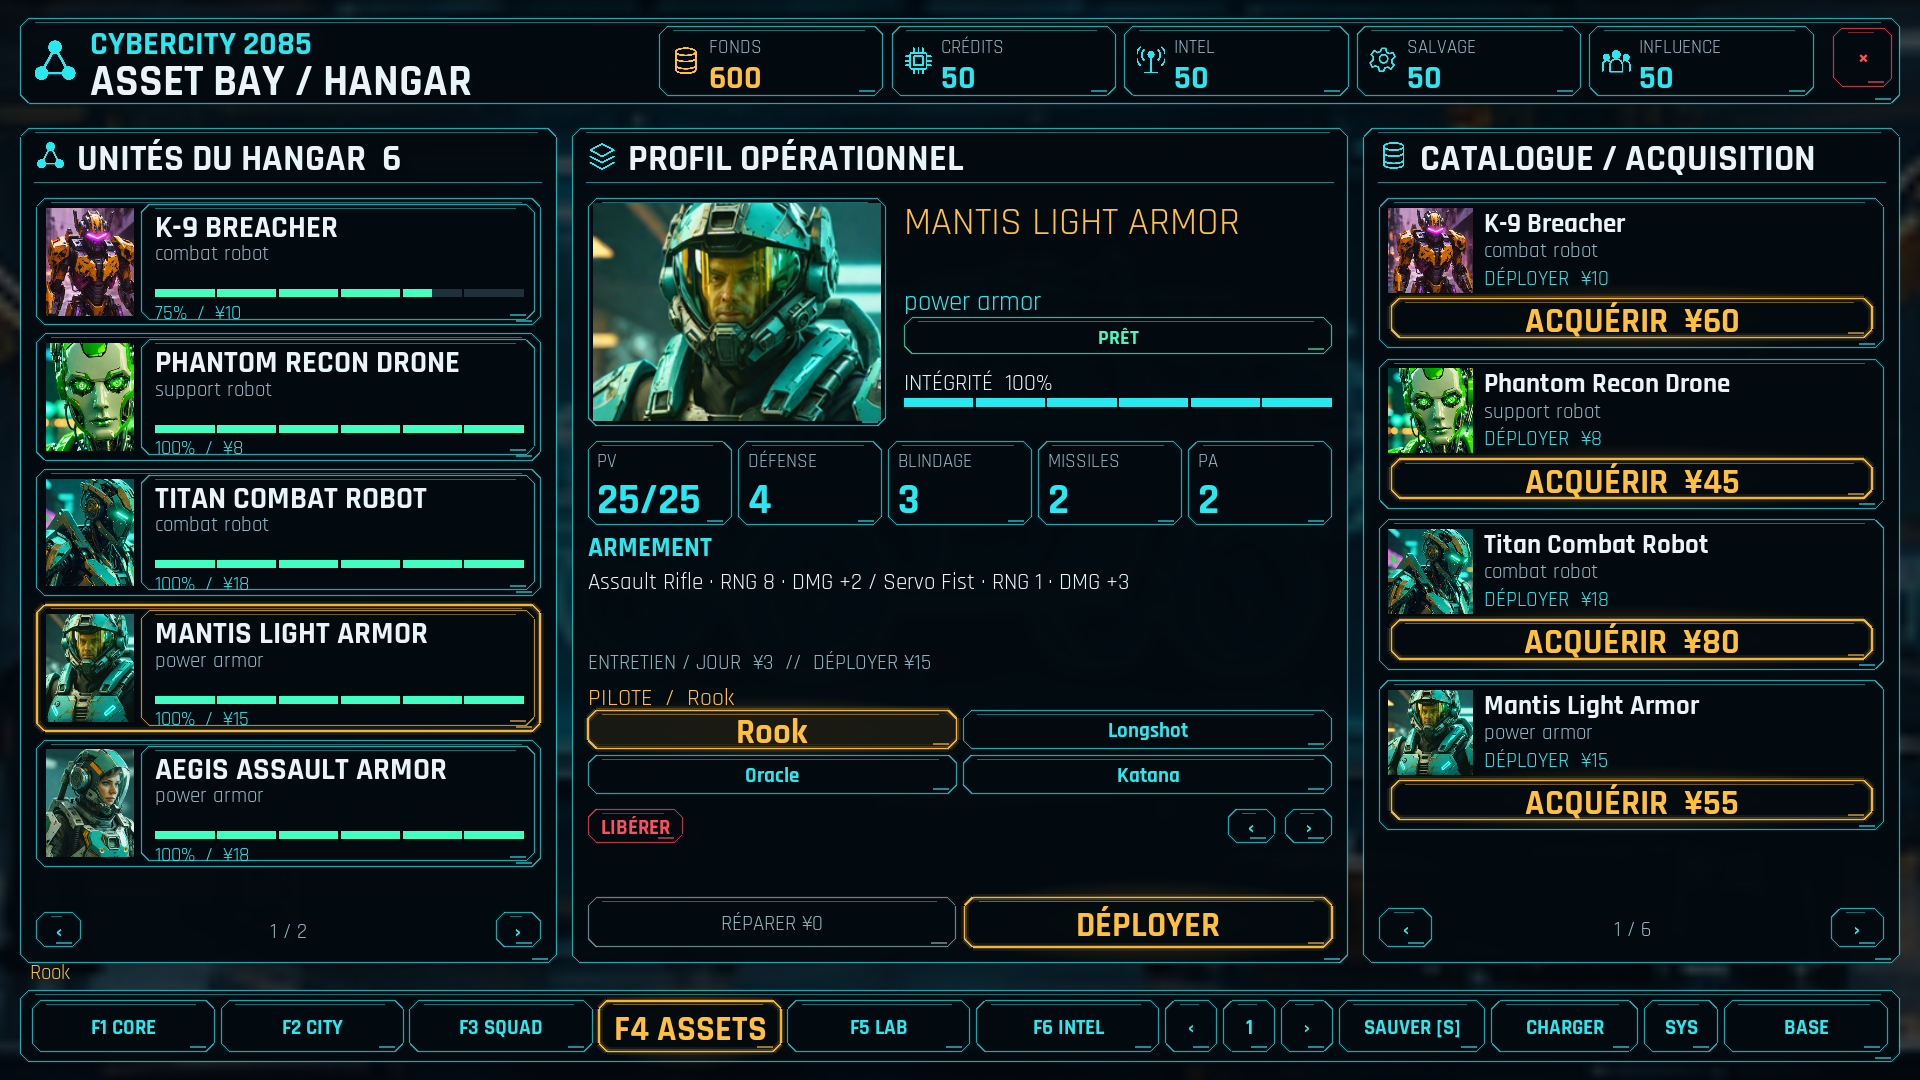 CYBERCITY 2085
ASSET BAY / HANGAR
FONDS
600
CRÉDITS
50
INTEL
50
SALVAGE
50
INFLUENCE
50
×
UNITÉS DU HANGAR 6
K-9 BREACHER
combat robot
75% / ¥10
PHANTOM RECON DRONE
support robot
100% / ¥8
TITAN COMBAT ROBOT
combat robot
100% / ¥18
MANTIS LIGHT ARMOR
power armor
100% / ¥15
AEGIS ASSAULT ARMOR
power armor
100% / ¥18
‹
1 / 2
›
PROFIL OPÉRATIONNEL
MANTIS LIGHT ARMOR
power armor
PRÊT
INTÉGRITÉ 100%
PV
25/25
DÉFENSE
4
BLINDAGE
3
MISSILES
2
PA
2
ARMEMENT
Assault Rifle · RNG 8 · DMG +2 / Servo Fist · RNG 1 · DMG +3
ENTRETIEN / JOUR ¥3 // DÉPLOYER ¥15
PILOTE / Rook
Rook
Longshot
Oracle
Katana
LIBÉRER
‹
›
RÉPARER ¥0
DÉPLOYER
CATALOGUE / ACQUISITION
K-9 Breacher
combat robot
DÉPLOYER ¥10
ACQUÉRIR ¥60
Phantom Recon Drone
support robot
DÉPLOYER ¥8
ACQUÉRIR ¥45
Titan Combat Robot
combat robot
DÉPLOYER ¥18
ACQUÉRIR ¥80
Mantis Light Armor
power armor
DÉPLOYER ¥15
ACQUÉRIR ¥55
‹
1 / 6
›
Rook
F1 CORE
F2 CITY
F3 SQUAD
F4 ASSETS
F5 LAB
F6 INTEL
‹
1
›
SAUVER [S]
CHARGER
SYS
BASE